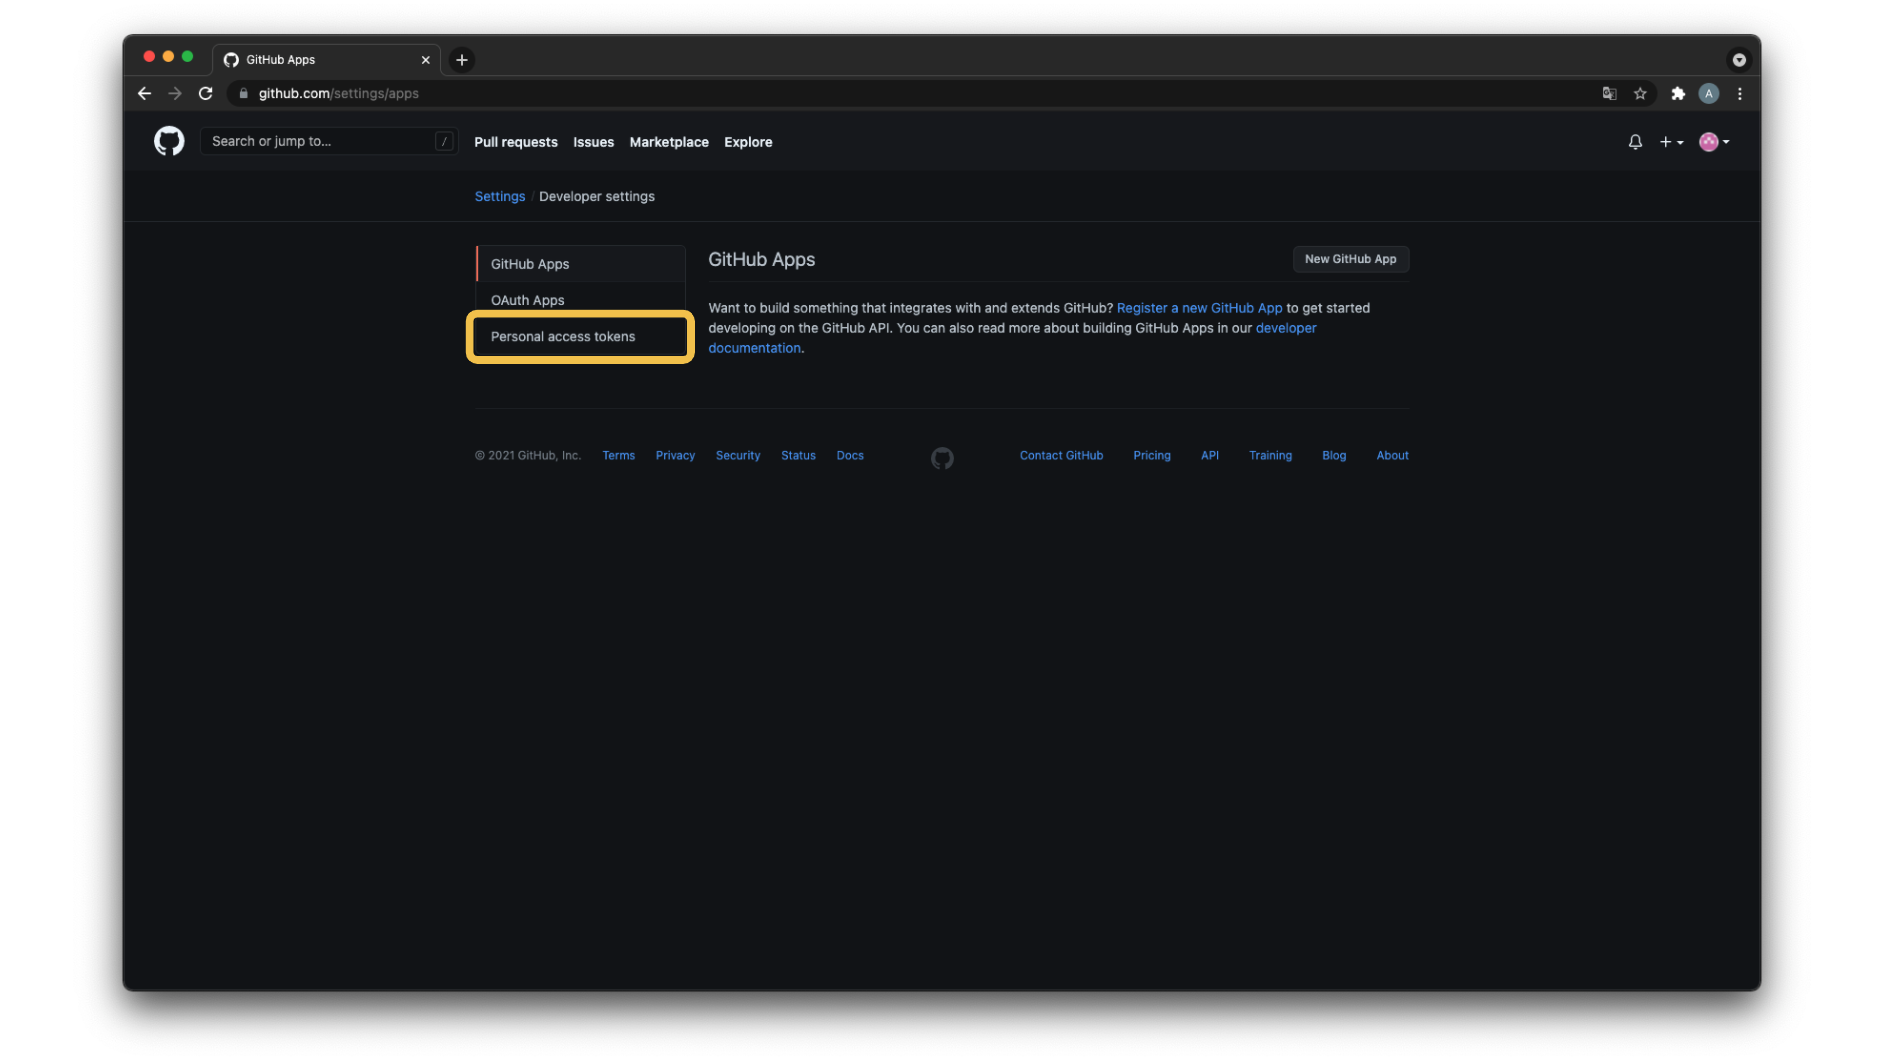 GitHub Apps
github.com/settings/apps
A
Search or jump to... /
Pull requests Issues Marketplace Explore
Settings / Developer settings
GitHub Apps
OAuth Apps
Personal access tokens
GitHub Apps
New GitHub App
Want to build something that integrates with and extends GitHub? Register a new GitHub App to get started
developing on the GitHub API. You can also read more about building GitHub Apps in our developer
documentation.
© 2021 GitHub, Inc. Terms Privacy Security Status Docs Contact GitHub Pricing API Training Blog About